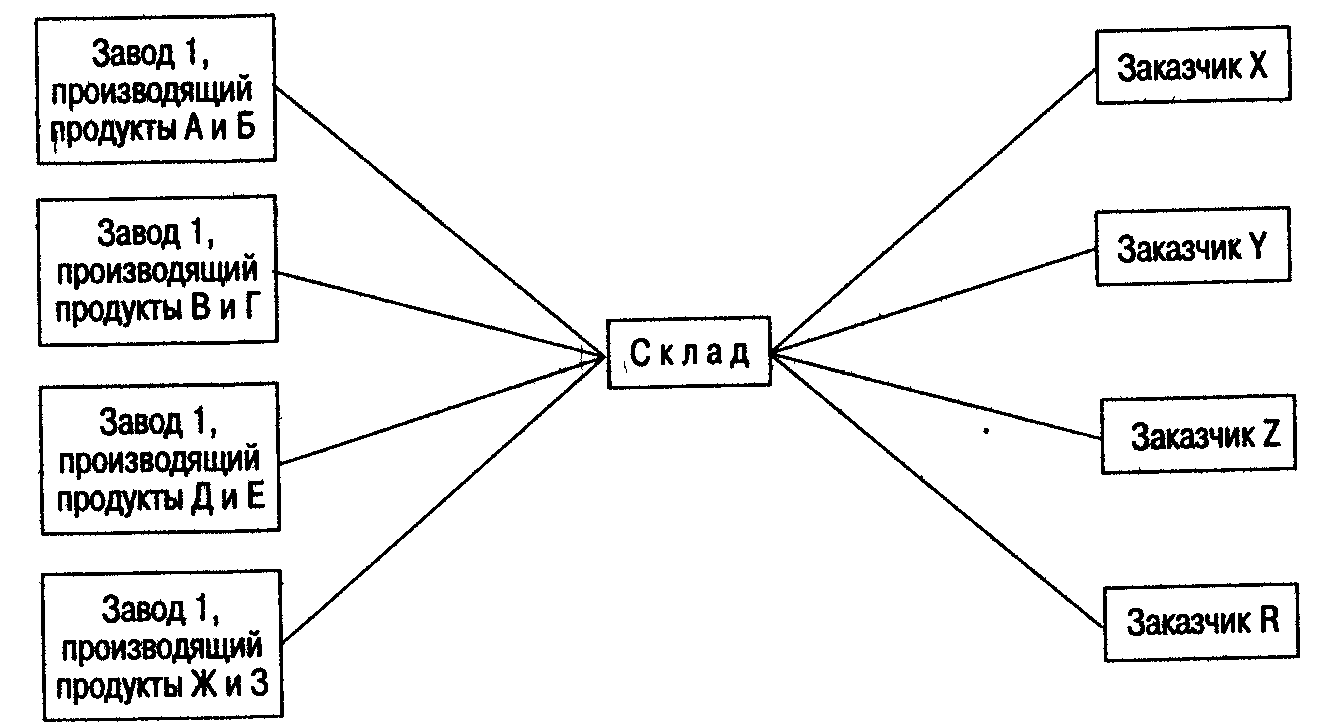 Завод 1,
производящий
продукты А и Б
Завод 1,
производящий
продукты В и Г
Завод 1,
производящий
продукты Д и Е
Завод 1,
производящий
продукты Ж и З
Склад
Заказчик X
Заказчик Y
Заказчик Z
Заказчик R